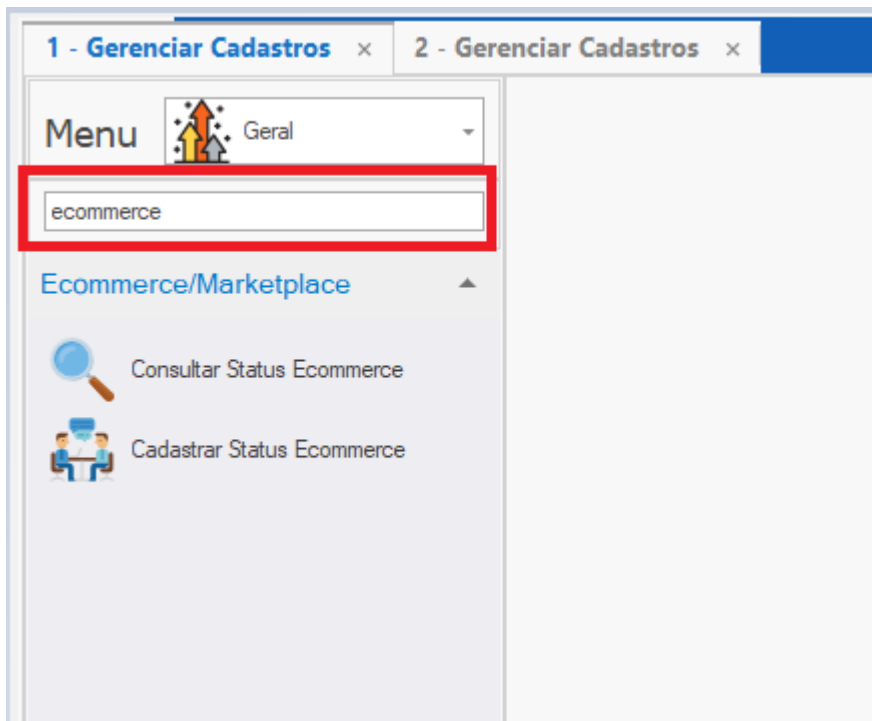 1 - Gerenciar Cadastros × 2 - Gerenciar Cadastros ×
Menu Geral
ecommerce
Ecommerce/Marketplace
Consultar Status Ecommerce
Cadastrar Status Ecommerce